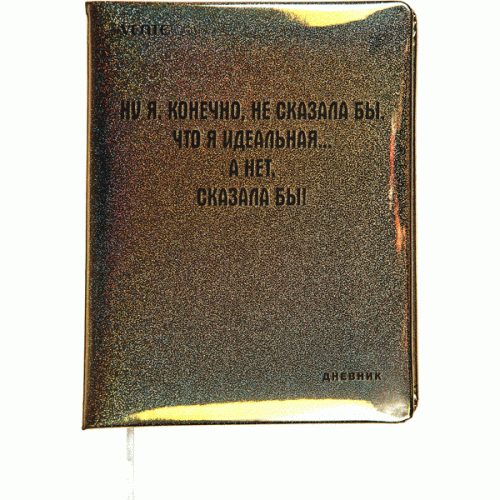 НУ Я, КОНЕЧНО, НЕ СКАЗАЛА БЫ,
ЧТО Я ИДЕАЛЬНАЯ...
А НЕТ,
СКАЗАЛА БЫ!
ДНЕВНИК